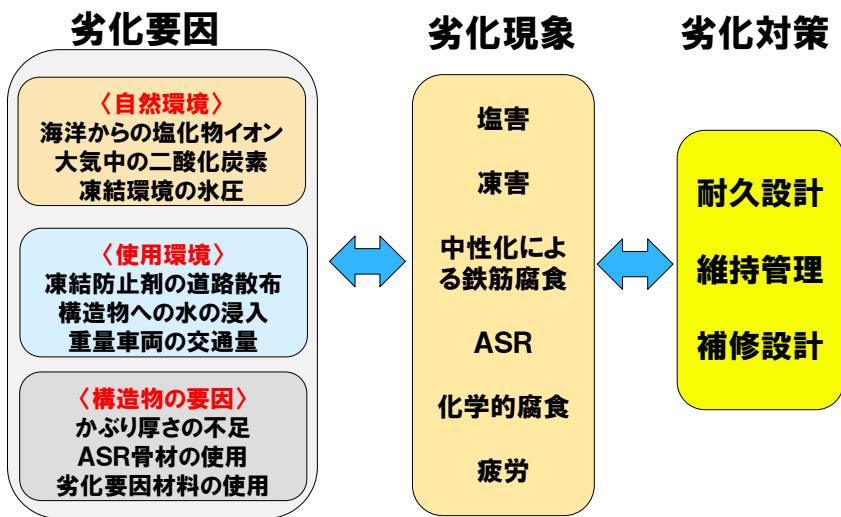 劣化要因
〈自然環境〉
海洋からの塩化物イオン
大気中の二酸化炭素
凍結環境の氷圧
〈使用環境〉
凍結防止剤の道路散布
構造物への水の浸入
重量車両の交通量
〈構造物の要因〉
かぶり厚さの不足
ASR骨材の使用
劣化要因材料の使用
劣化現象
塩害
凍害
中性化によ
る鉄筋腐食
ASR
化学的腐食
疲労
劣化対策
耐久設計
維持管理
補修設計